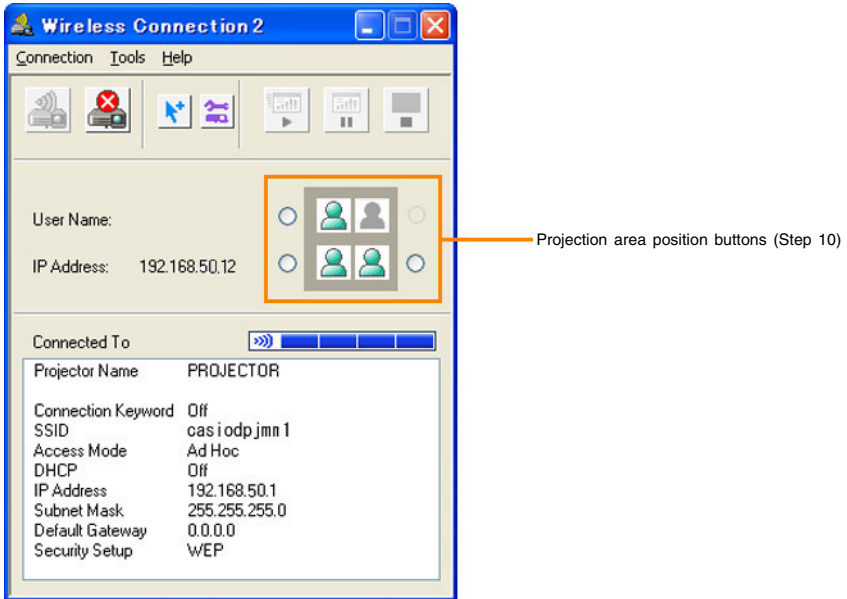 Wireless Connection 2
Connection Tools Help
User Name:
IP Address: 192.168.50.12
Projection area position buttons (Step 10)
Connected To
Projector Name PROJECTOR
Connection Keyword Off
SSID casiodpjmn1
Access Mode Ad Hoc
DHCP Off
IP Address 192.168.50.1
Subnet Mask 255.255.255.0
Default Gateway 0.0.0.0
Security Setup WEP